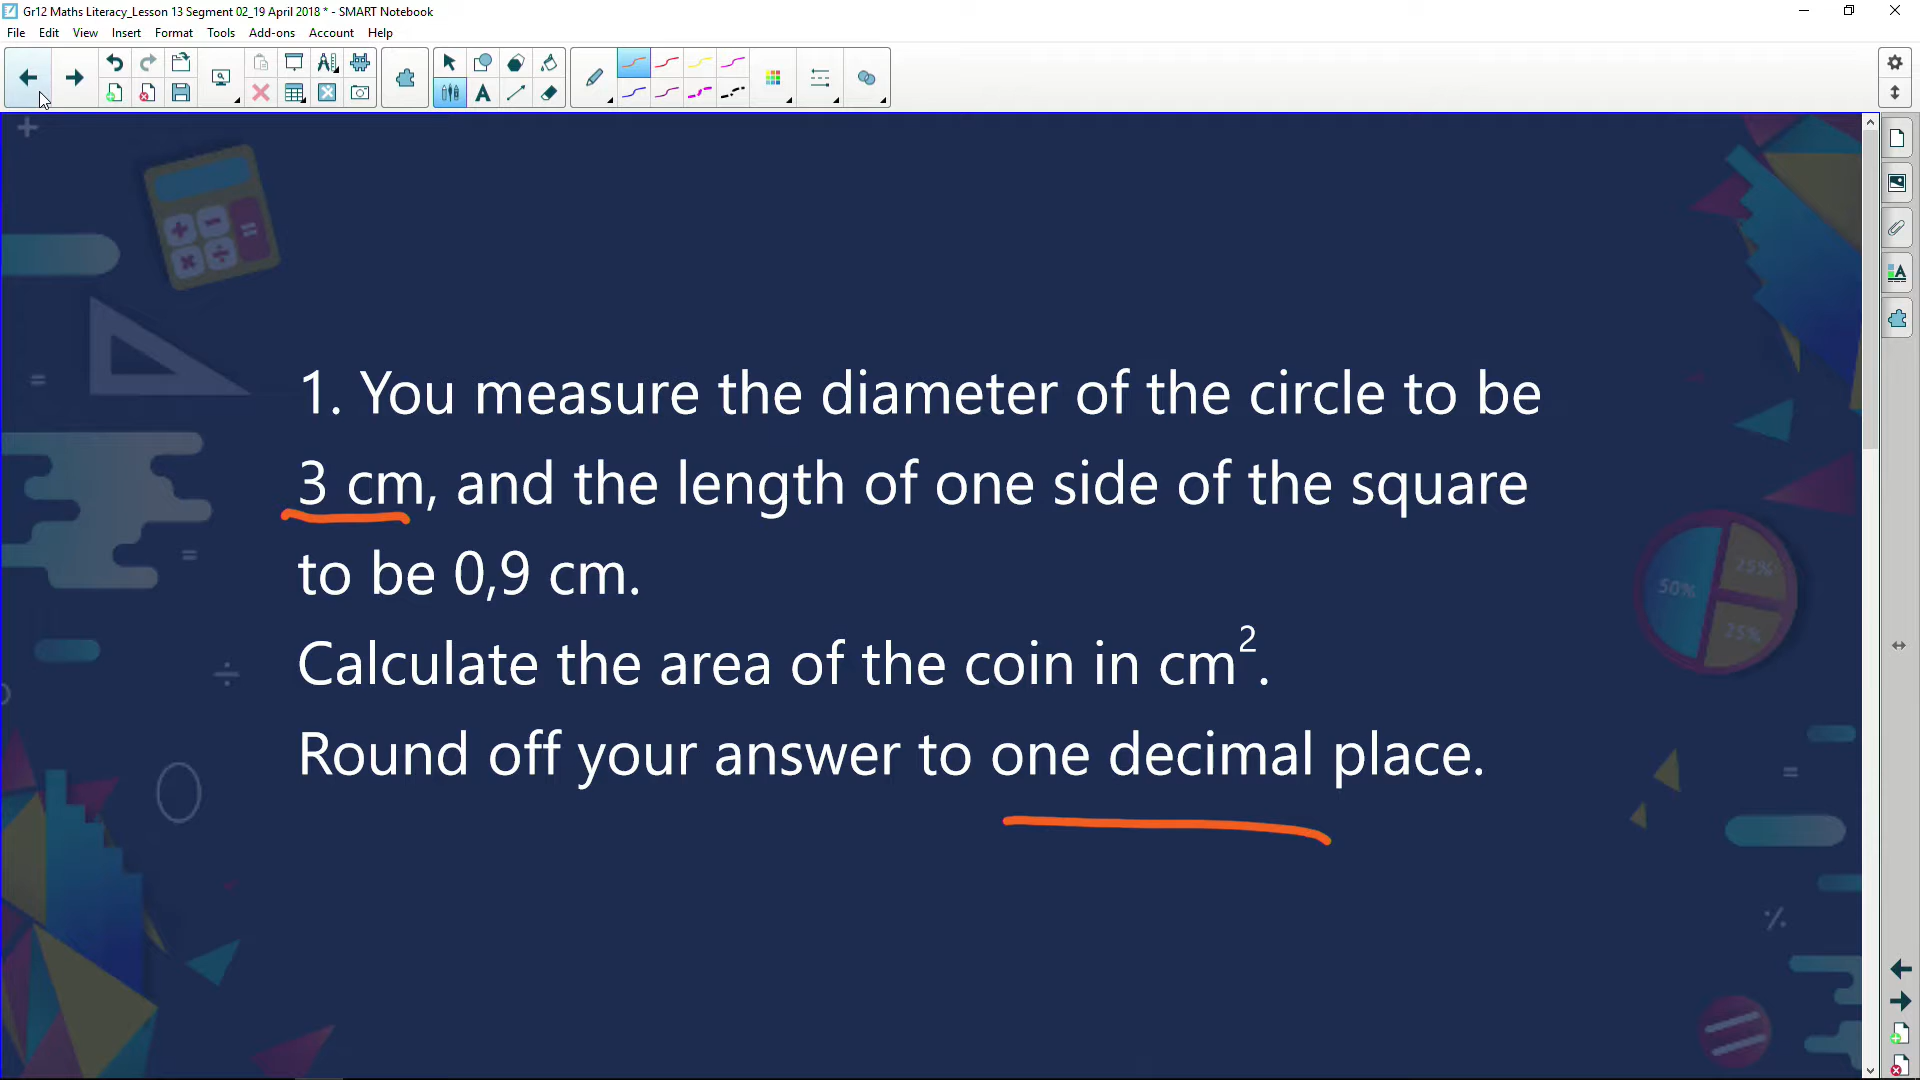 Gr12 Maths Literacy_Lesson 13 Segment 02_19 April 2018 * - SMART Notebook
File Edit View Insert Format Tools Add-ons Account Help
1. You measure the diameter of the circle to be
3 cm, and the length of one side of the square
to be 0,9 cm.
Calculate the area of the coin in cm².
Round off your answer to one decimal place.
50%
25%
25%